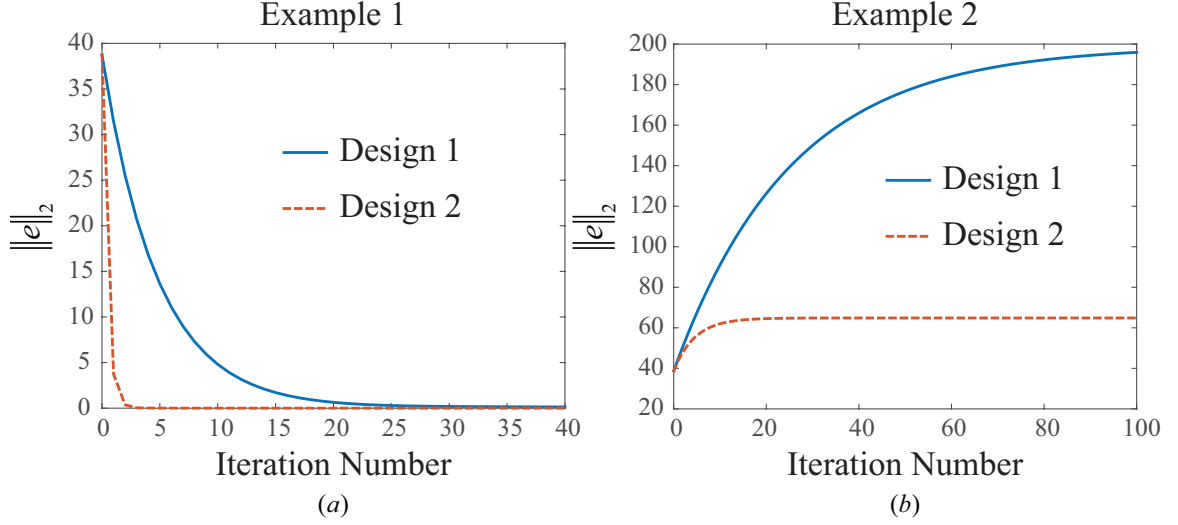 Example 1
40
35
30
25
20
15
10
5
0
‖e‖₂
Design 1
Design 2
0 5 10 15 20 25 30 35 40
Iteration Number
(a)
Example 2
200
180
160
140
120
100
80
60
40
20
‖e‖₂
Design 1
Design 2
0 20 40 60 80 100
Iteration Number
(b)